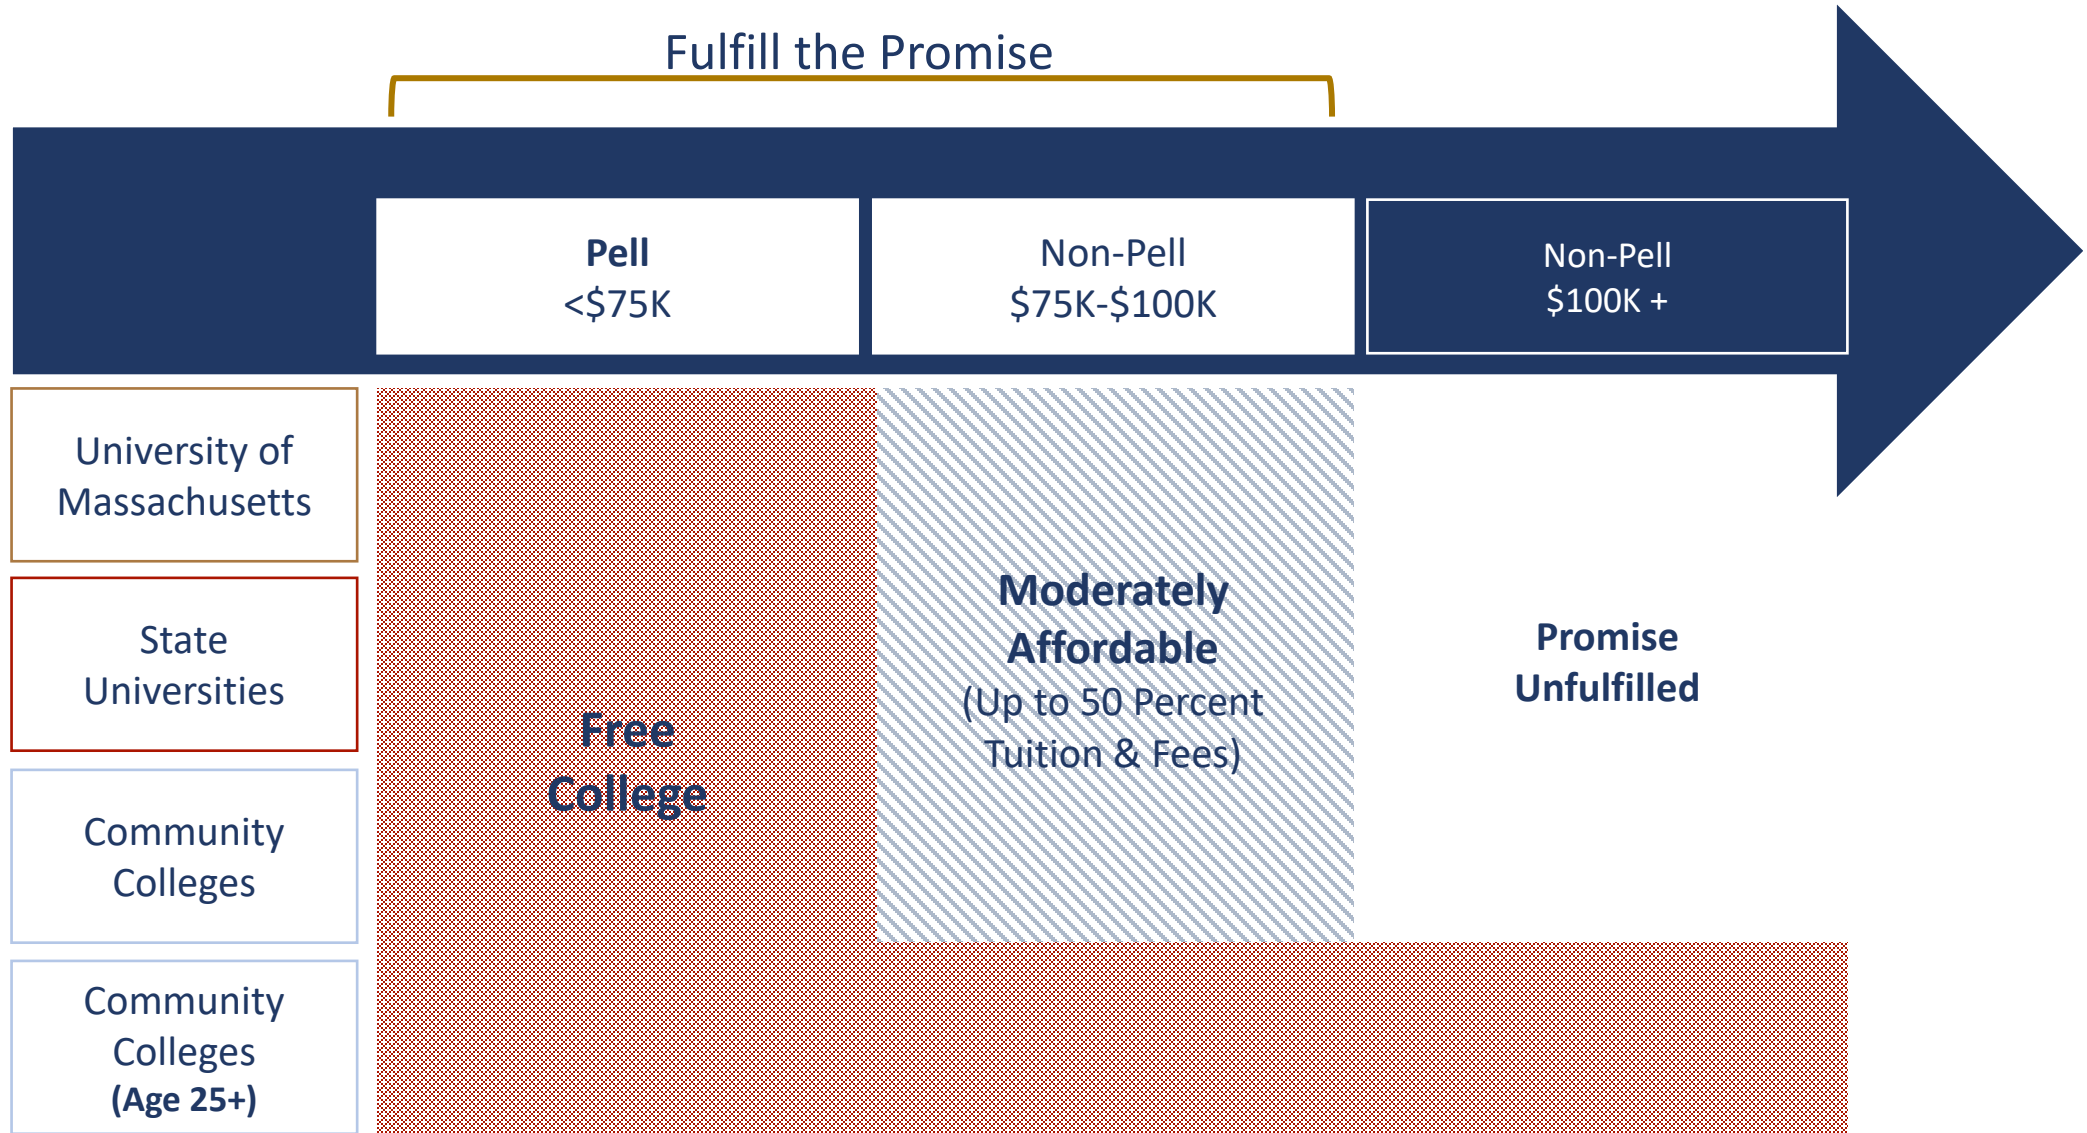 Fulfill the Promise
Pell
<$75K
Non-Pell
$75K-$100K
Non-Pell
$100K +
University of
Massachusetts
State
Universities
Community
Colleges
Community
Colleges
(Age 25+)
Free
College
Moderately
Affordable
(Up to 50 Percent
Tuition & Fees)
Promise
Unfulfilled